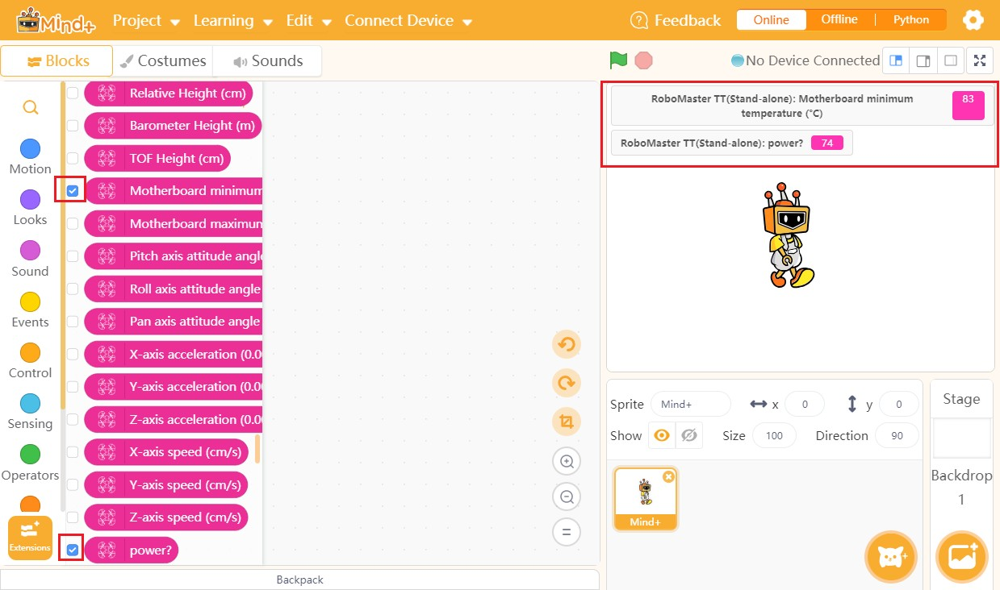 Mind+ Project Learning Edit Connect Device Feedback Online Offline Python
Blocks Costumes Sounds No Device Connected
Motion
Looks
Sound
Events
Control
Sensing
Operators
Extensions
Relative Height (cm)
Barometer Height (m)
TOF Height (cm)
Motherboard minimum
Motherboard maximum
Pitch axis attitude angle
Roll axis attitude angle
Pan axis attitude angle
X-axis acceleration (0.0
Y-axis acceleration (0.0
Z-axis acceleration (0.0
X-axis speed (cm/s)
Y-axis speed (cm/s)
Z-axis speed (cm/s)
power?
Backpack
RoboMaster TT(Stand-alone): Motherboard minimum 83
temperature (°C)
RoboMaster TT(Stand-alone): power? 74
Sprite Mind+ x 0 y 0
Show Size 100 Direction 90
Mind+
Stage
Backdrop
1